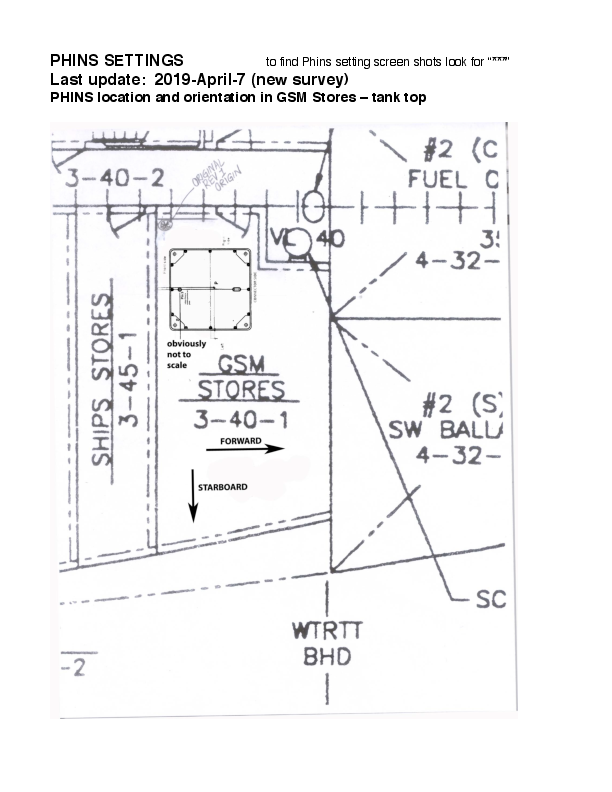 PHINS SETTINGS to find Phins setting screen shots look for "***"
Last update: 2019-April-7 (new survey)
PHINS location and orientation in GSM Stores – tank top
#2 (C
FUEL O
3-40-2
ORIGINAL
REV 1
ORIGIN
VL 40
35
4-32-
SHIPS STORES
3-45-1
obviously
not to
scale
GSM
STORES
3-40-1
#2 (S)
SW BALLA
4-32-
FORWARD
STARBOARD
SC
WTRTT
BHD
-2